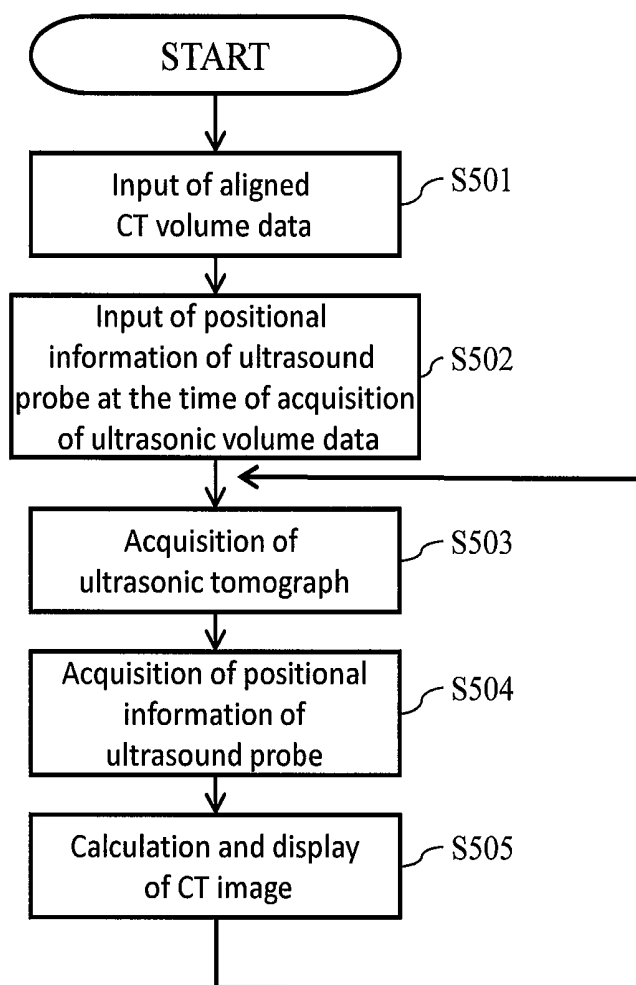 START
Input of aligned
CT volume data
S501
Input of positional
information of ultrasound
probe at the time of acquisition
of ultrasonic volume data
S502
Acquisition of
ultrasonic tomograph
S503
Acquisition of positional
information of
ultrasound probe
S504
Calculation and display
of CT image
S505